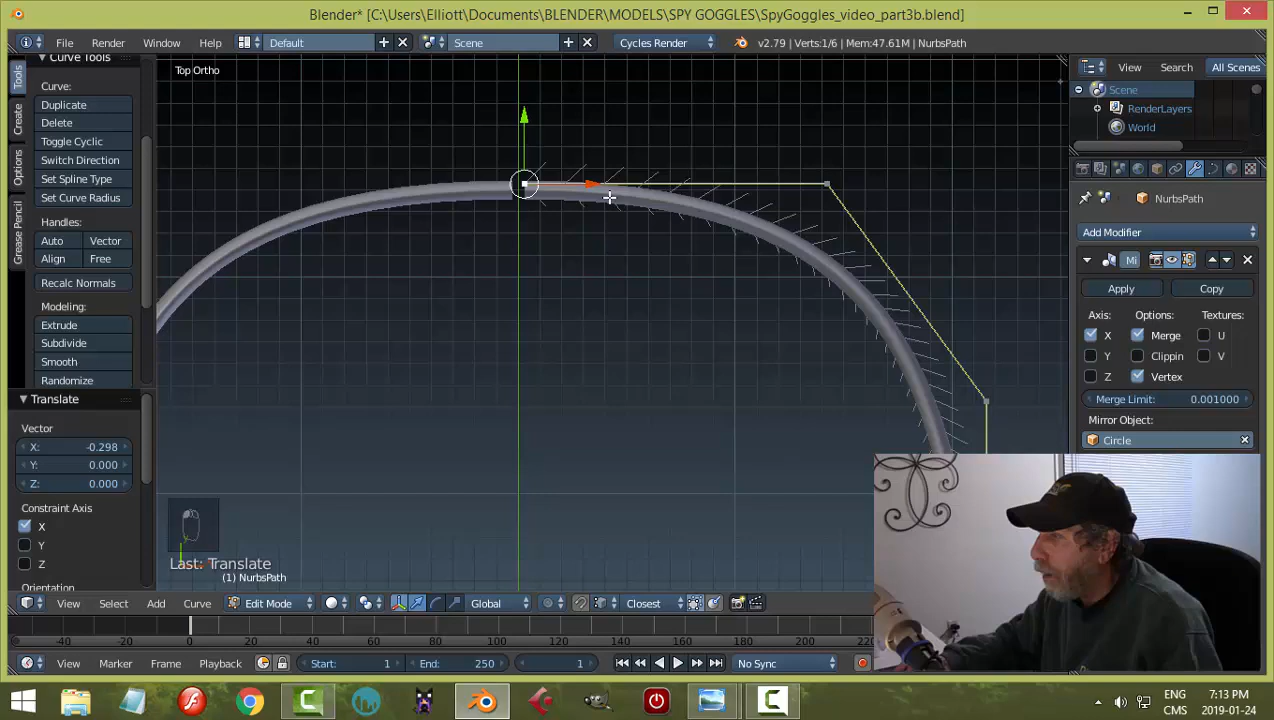 Blender* [C:\Users\Elliott\Documents\BLENDER\MODELS\SPY GOGGLES\SpyGoggles_video_part3b.blend]
File Render Window Help Default Scene Cycles Render v2.79 | Verts:1/6 | Mem:47.61M | NurbsPath
Tools
Create
Options
Grease Pencil
Curve Tools
Curve:
Duplicate
Delete
Toggle Cyclic
Switch Direction
Set Spline Type
Set Curve Radius
Handles:
Auto Vector
Align Free
Recalc Normals
Modeling:
Extrude
Subdivide
Smooth
Randomize
Translate
Vector
X: -0.298
Y: 0.000
Z: 0.000
Constraint Axis
X
Y
Z
Orientation
Top Ortho
Last: Translate
(1) NurbsPath
View Search All Scenes
Scene
RenderLayers
World
NurbsPath
Add Modifier
Mi
Apply Copy
Axis: Options: Textures:
X Merge U
Y Clippin V
Z Vertex
Merge Limit: 0.001000
Mirror Object:
Circle
View Select Add Curve Edit Mode Global Closest
-40 -20 0 20 40 60 80 100 120 140 160 180 200 22
View Marker Frame Playback Start: 1 End: 250 1 No Sync
ENG 7:13 PM
CMS 2019-01-24